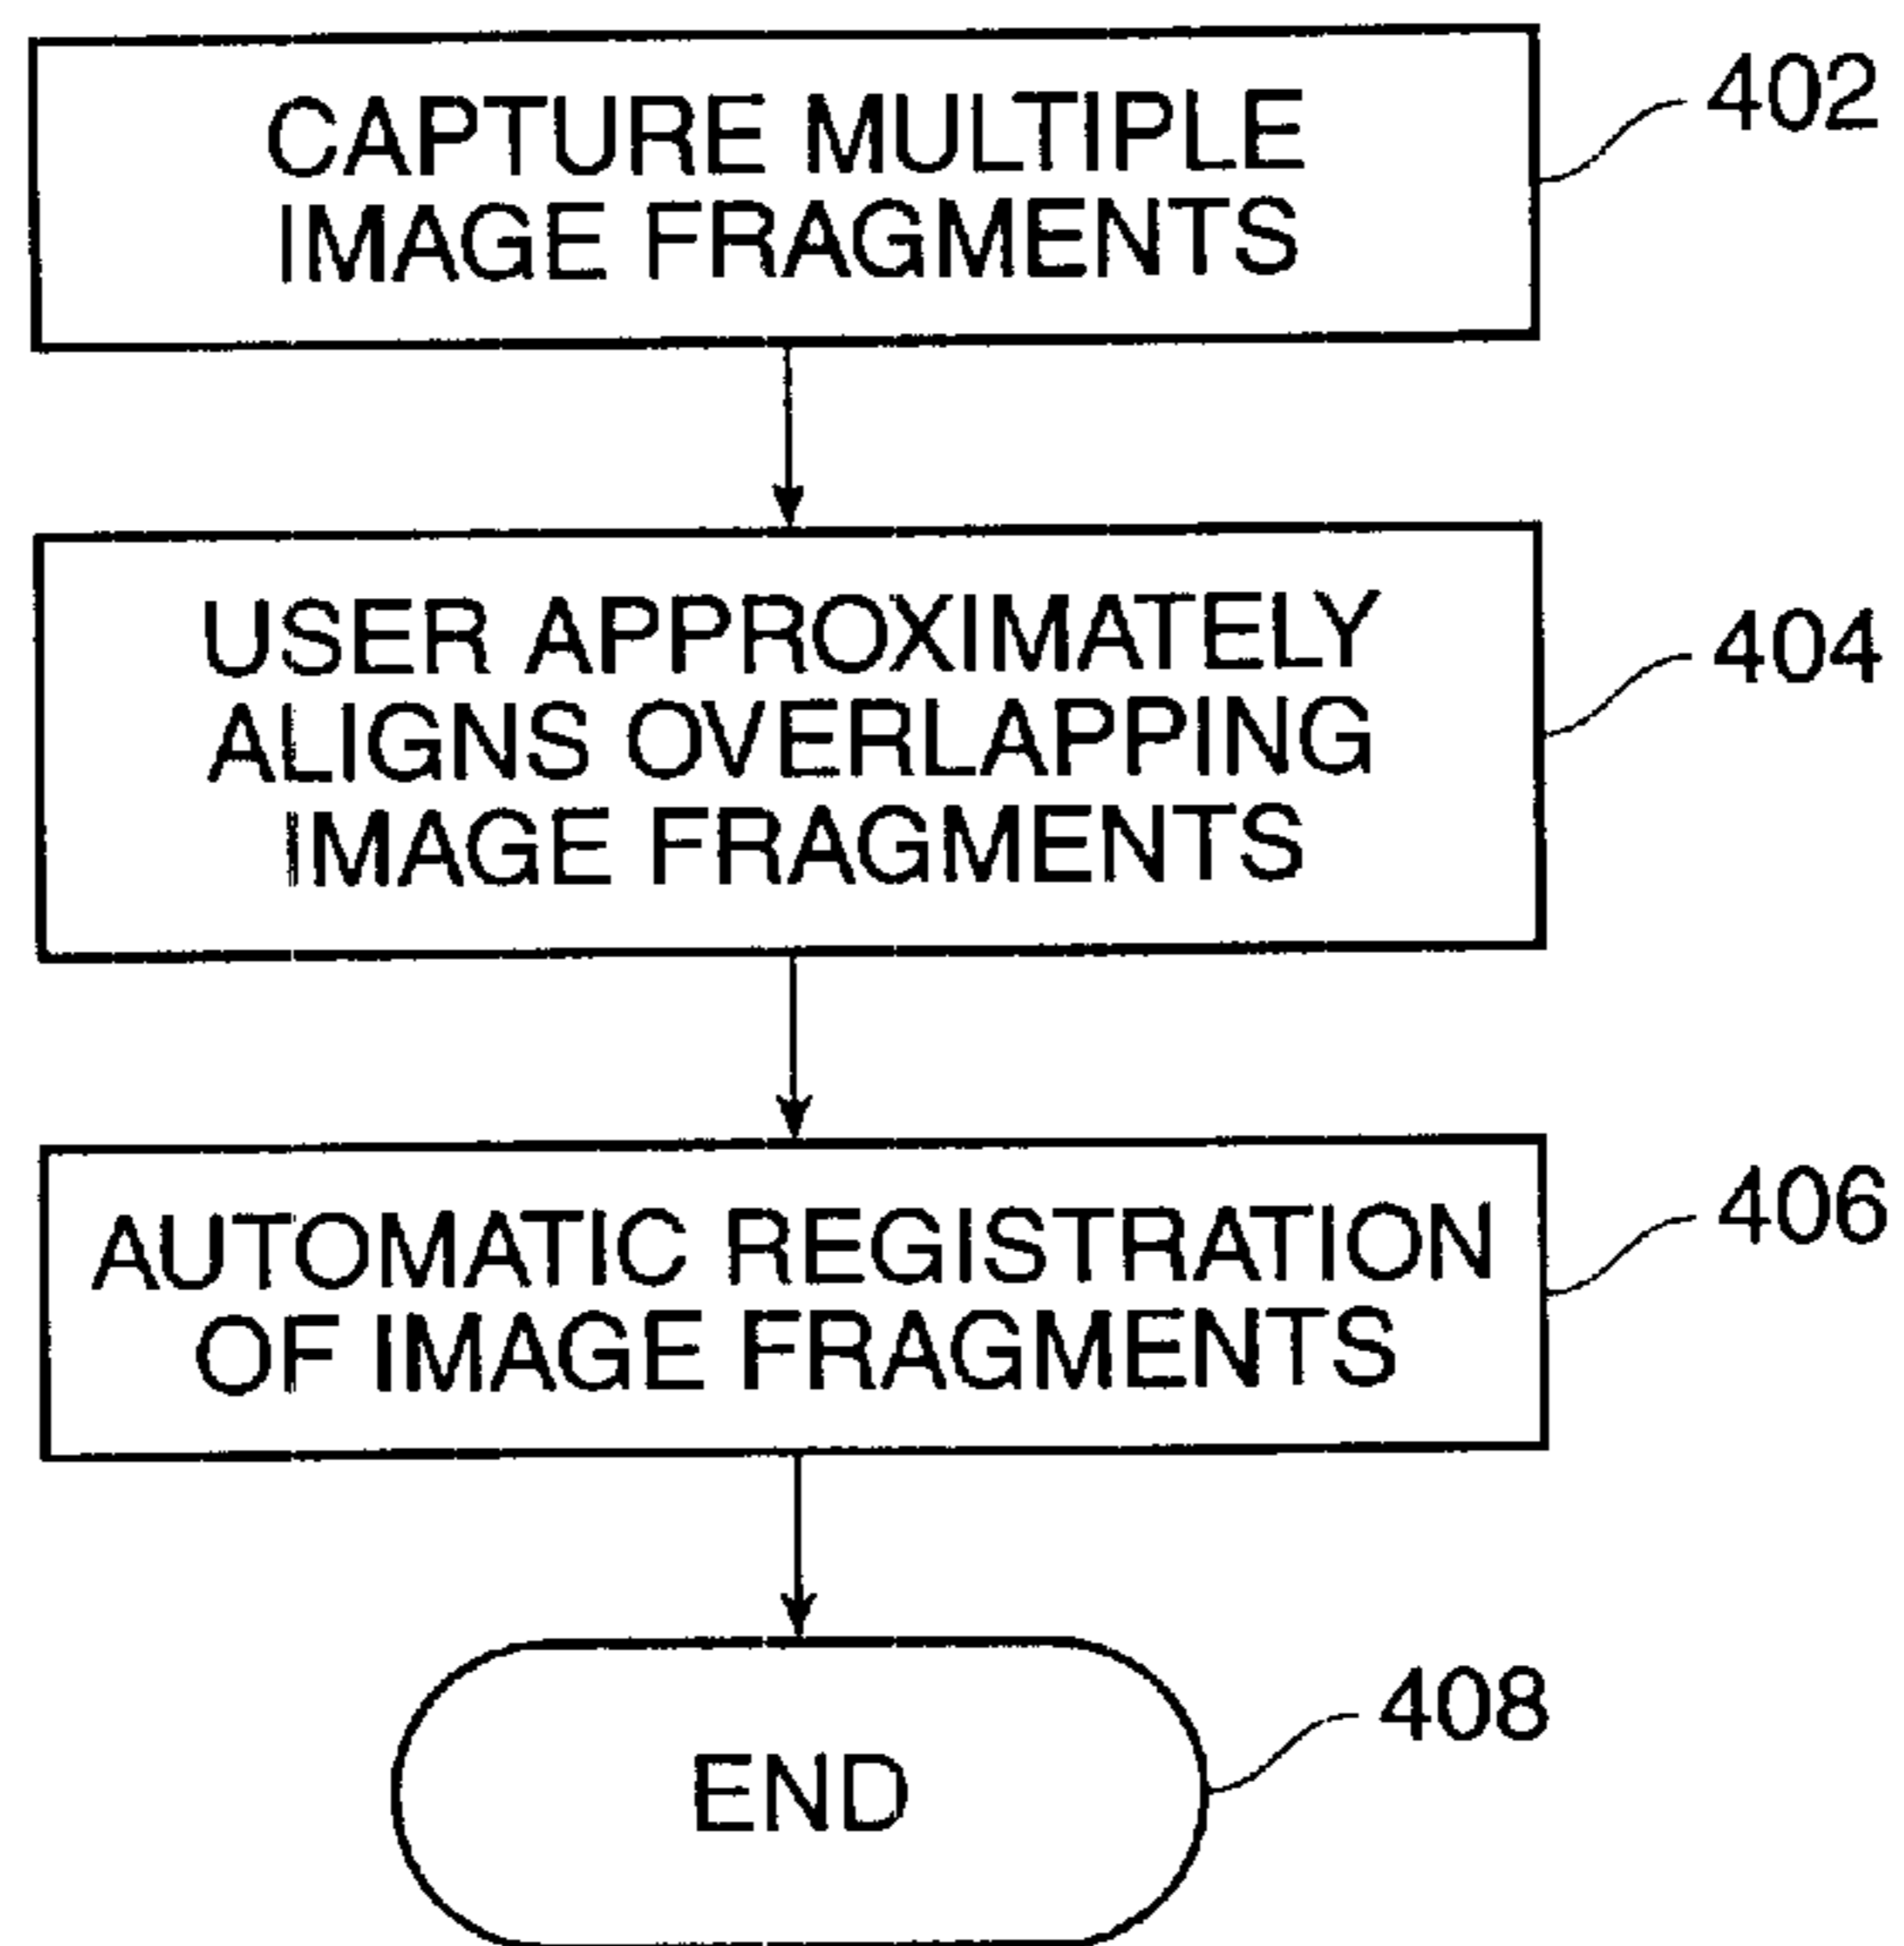 CAPTURE MULTIPLE
IMAGE FRAGMENTS
402
USER APPROXIMATELY
ALIGNS OVERLAPPING
IMAGE FRAGMENTS
404
AUTOMATIC REGISTRATION
OF IMAGE FRAGMENTS
406
END
408